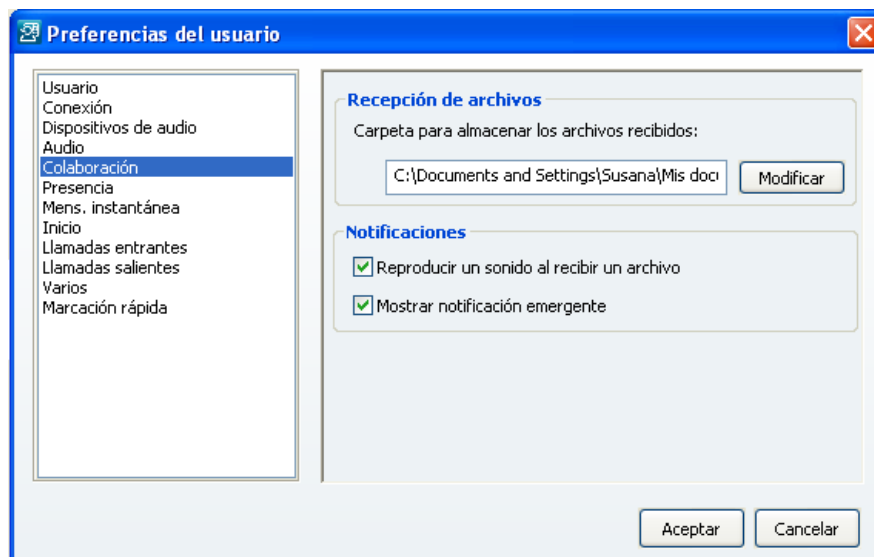 Preferencias del usuario
Usuario
Conexión
Dispositivos de audio
Audio
Colaboración
Presencia
Mens. instantánea
Inicio
Llamadas entrantes
Llamadas salientes
Varios
Marcación rápida
Recepción de archivos
Carpeta para almacenar los archivos recibidos:
C:\Documents and Settings\Susana\Mis docu
Modificar
Notificaciones
Reproducir un sonido al recibir un archivo
Mostrar notificación emergente
Aceptar
Cancelar